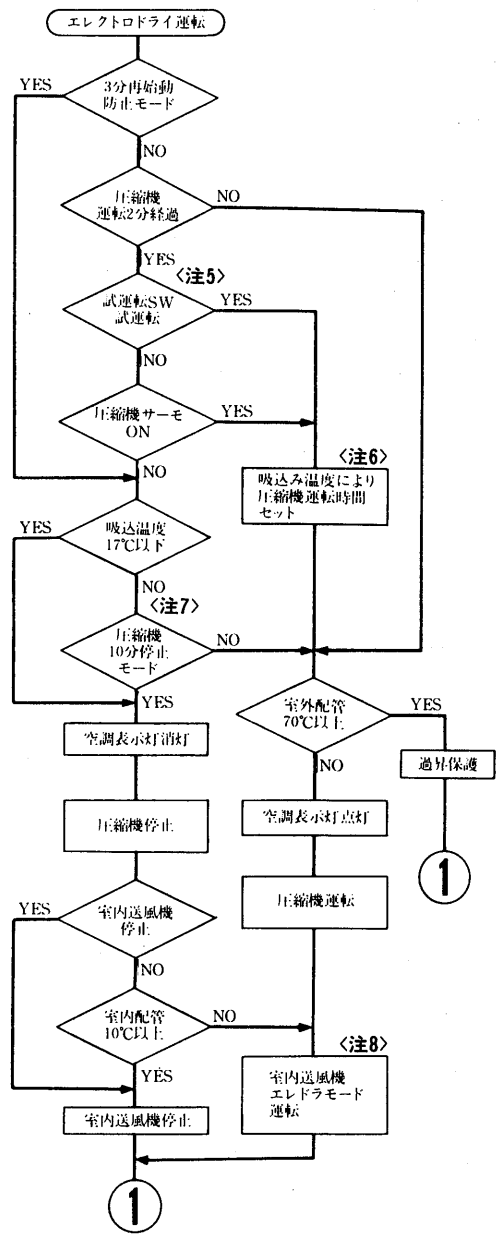 エレクトロドライ運転
YES
3分再始動
防止モード
NO
圧縮機
運転2分経過
NO
YES
<注5>
試運転SW
試運転
YES
NO
圧縮機サーモ
ON
YES
NO
<注6>
吸込み温度により
圧縮機運転時間
セット
YES
吸込温度
17℃以下
NO
<注7>
圧縮機
10分停止
モード
NO
YES
室外配管
70℃以上
YES
NO
空調表示灯消灯
過昇保護
圧縮機停止
空調表示灯点灯
1
圧縮機運転
YES
室内送風機
停止
NO
室内配管
10℃以上
NO
YES
<注8>
室内送風機
エレドラモード
運転
室内送風機停止
1